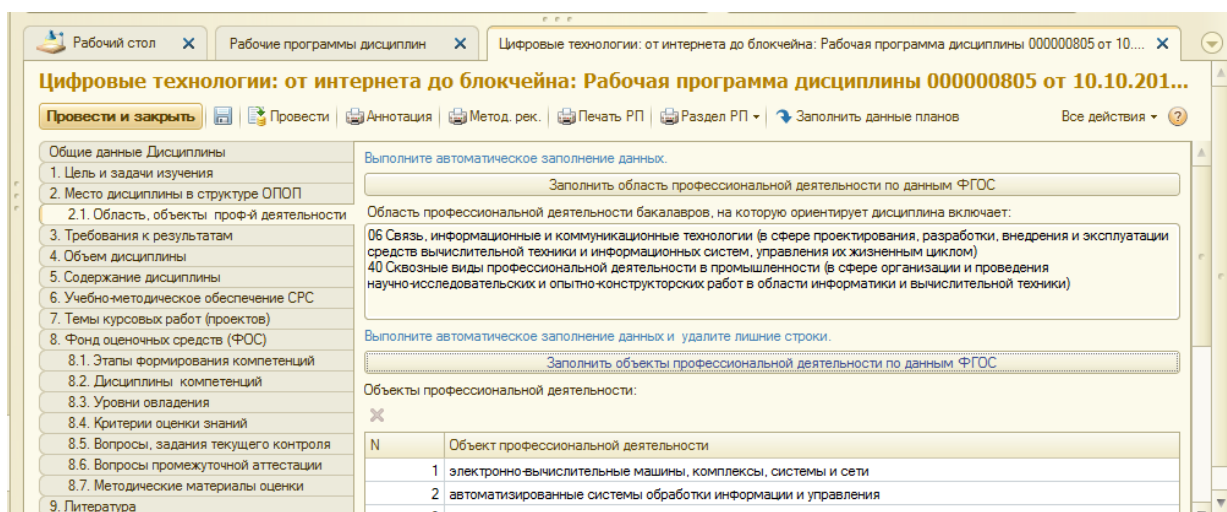 Рабочий стол
Рабочие программы дисциплин
Цифровые технологии: от интернета до блокчейна: Рабочая программа дисциплины 000000805 от 10....
Цифровые технологии: от интернета до блокчейна: Рабочая программа дисциплины 000000805 от 10.10.201...
Провести и закрыть Провести Аннотация Метод. рек. Печать РП Раздел РП Заполнить данные планов Все действия ?
Общие данные Дисциплины
1. Цель и задачи изучения
2. Место дисциплины в структуре ОПОП
2.1. Область, объекты проф-й деятельности
3. Требования к результатам
4. Объем дисциплины
5. Содержание дисциплины
6. Учебно-методическое обеспечение СРС
7. Темы курсовых работ (проектов)
8. Фонд оценочных средств (ФОС)
8.1. Этапы формирования компетенций
8.2. Дисциплины компетенций
8.3. Уровни овладения
8.4. Критерии оценки знаний
8.5. Вопросы, задания текущего контроля
8.6. Вопросы промежуточной аттестации
8.7. Методические материалы оценки
9. Литература
Выполните автоматическое заполнение данных.
Заполнить область профессиональной деятельности по данным ФГОС
Область профессиональной деятельности бакалавров, на которую ориентирует дисциплина включает:
06 Связь, информационные и коммуникационные технологии (в сфере проектирования, разработки, внедрения и эксплуатации
средств вычислительной техники и информационных систем, управления их жизненным циклом)
40 Сквозные виды профессиональной деятельности в промышленности (в сфере организации и проведения
научно-исследовательских и опытно-конструкторских работ в области информатики и вычислительной техники)
Выполните автоматическое заполнение данных и удалите лишние строки.
Заполнить объекты профессиональной деятельности по данным ФГОС
Объекты профессиональной деятельности:
N Объект профессиональной деятельности
1 электронно-вычислительные машины, комплексы, системы и сети
2 автоматизированные системы обработки информации и управления